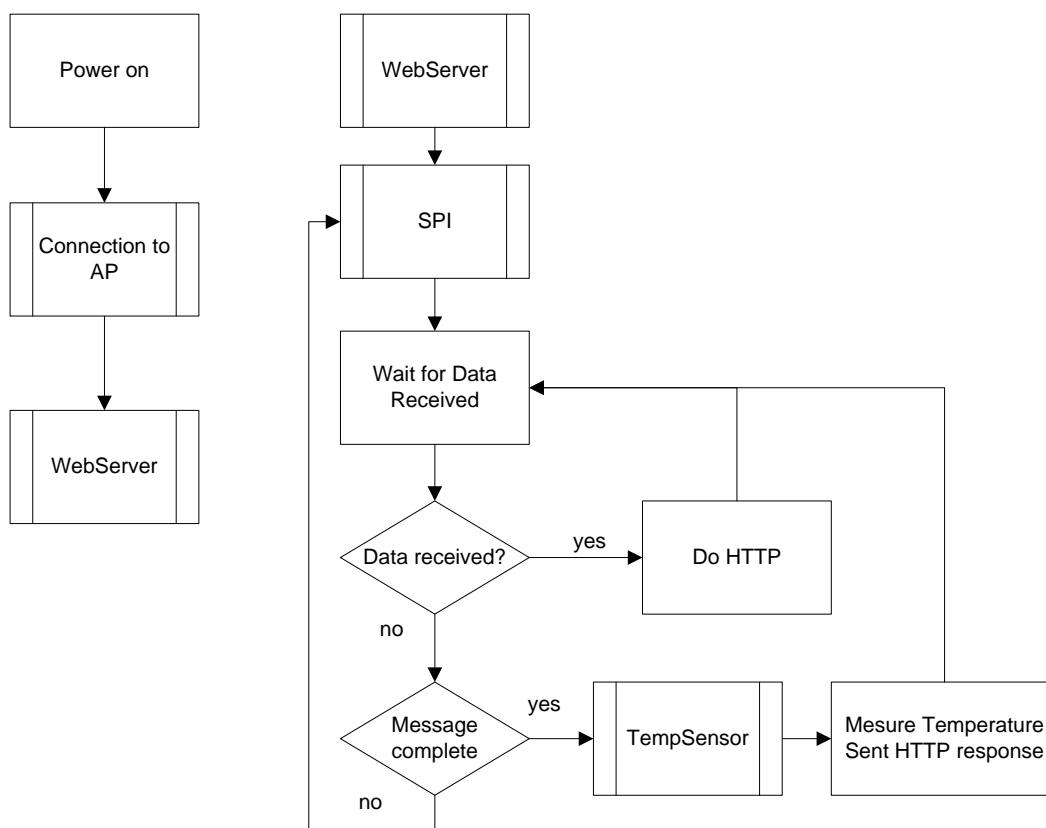 Power on
Connection to
AP
WebServer
WebServer
SPI
Wait for Data
Received
Data received?
yes
Do HTTP
no
Message
complete
yes
TempSensor
Mesure Temperature
Sent HTTP response
no